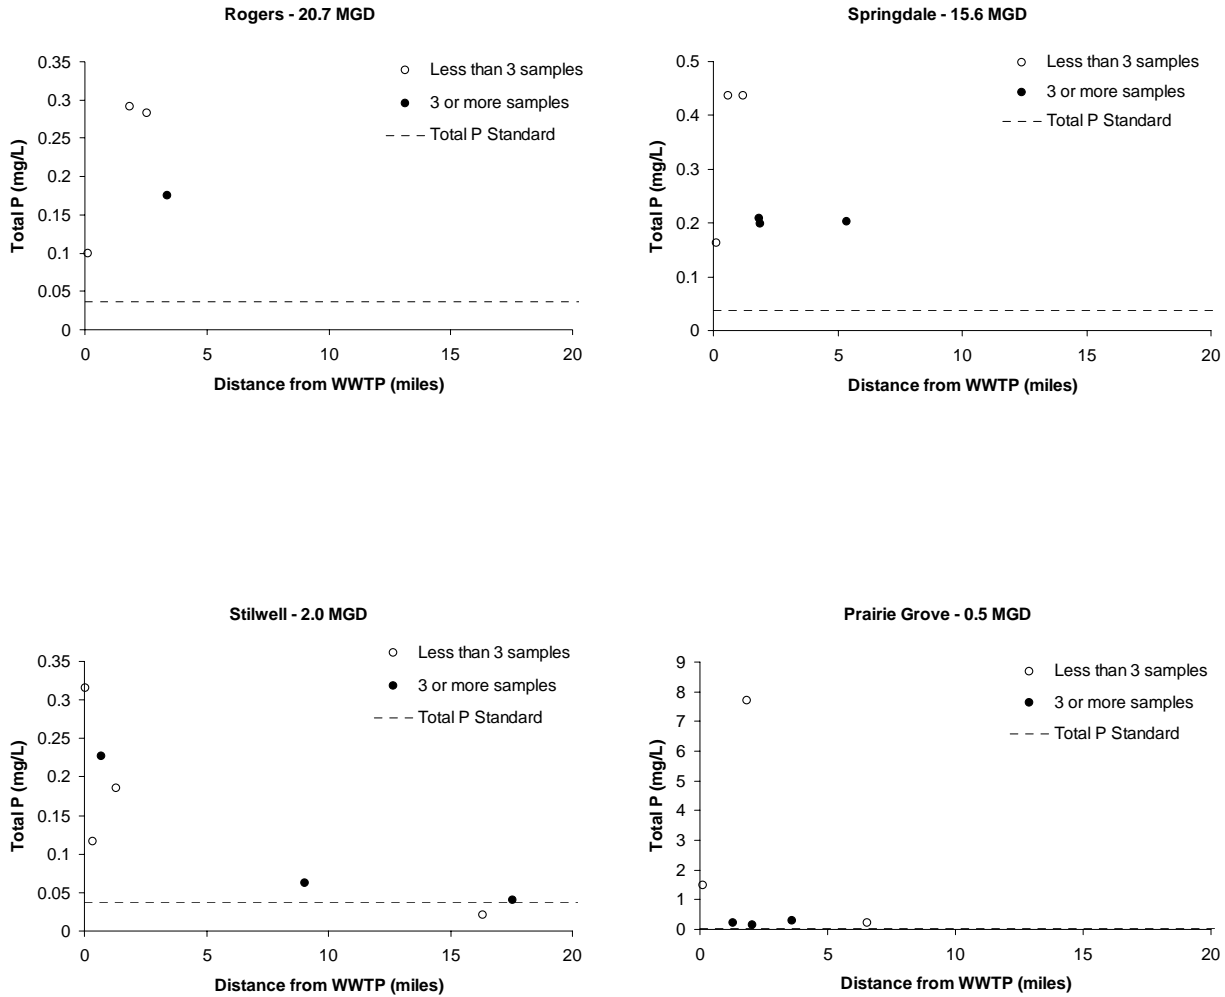 Rogers - 20.7 MGD
Less than 3 samples
3 or more samples
Total P Standard
Total P (mg/L)
0.35
0.3
0.25
0.2
0.15
0.1
0.05
0
0 5 10 15 20
Distance from WWTP (miles)
Springdale - 15.6 MGD
Less than 3 samples
3 or more samples
Total P Standard
Total P (mg/L)
0.5
0.4
0.3
0.2
0.1
0
0 5 10 15 20
Distance from WWTP (miles)
Stilwell - 2.0 MGD
Less than 3 samples
3 or more samples
Total P Standard
Total P (mg/L)
0.35
0.3
0.25
0.2
0.15
0.1
0.05
0
0 5 10 15 20
Distance from WWTP (miles)
Prairie Grove - 0.5 MGD
Less than 3 samples
3 or more samples
Total P Standard
Total P (mg/L)
9
8
7
6
5
4
3
2
1
0
0 5 10 15 20
Distance from WWTP (miles)